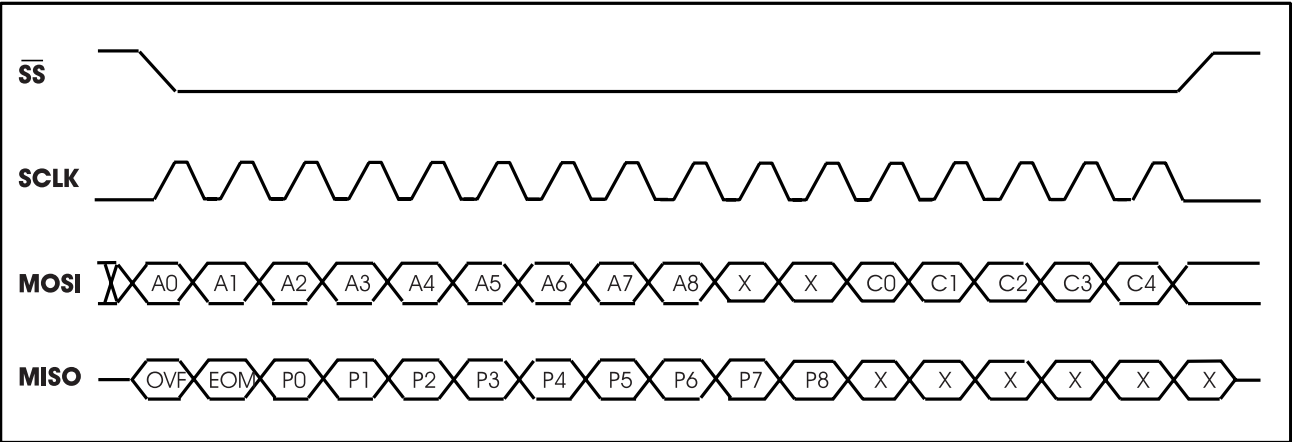 SS
SCLK
MOSI A0 A1 A2 A3 A4 A5 A6 A7 A8 X X C0 C1 C2 C3 C4
MISO OVF EOM P0 P1 P2 P3 P4 P5 P6 P7 P8 X X X X X X